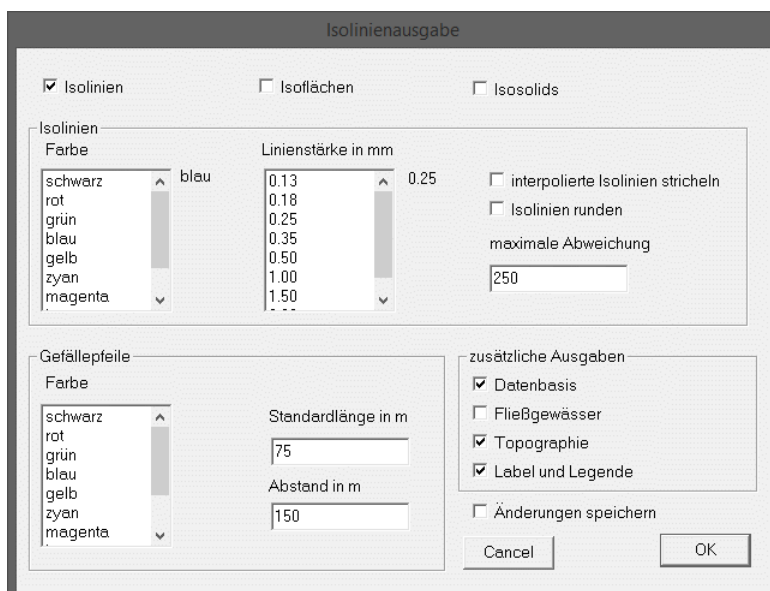 Isolinienausgabe
Isolinien
Isoflächen
Isosolids
Isolinien
Farbe
schwarz
rot
grün
blau
gelb
zyan
magenta
blau
Linienstärke in mm
0.13
0.18
0.25
0.35
0.50
1.00
1.50
0.25
interpolierte Isolinien stricheln
Isolinien runden
maximale Abweichung
250
Gefällepfeile
Farbe
schwarz
rot
grün
blau
gelb
zyan
magenta
Standardlänge in m
75
Abstand in m
150
zusätzliche Ausgaben
Datenbasis
Fließgewässer
Topographie
Label und Legende
Änderungen speichern
Cancel
OK